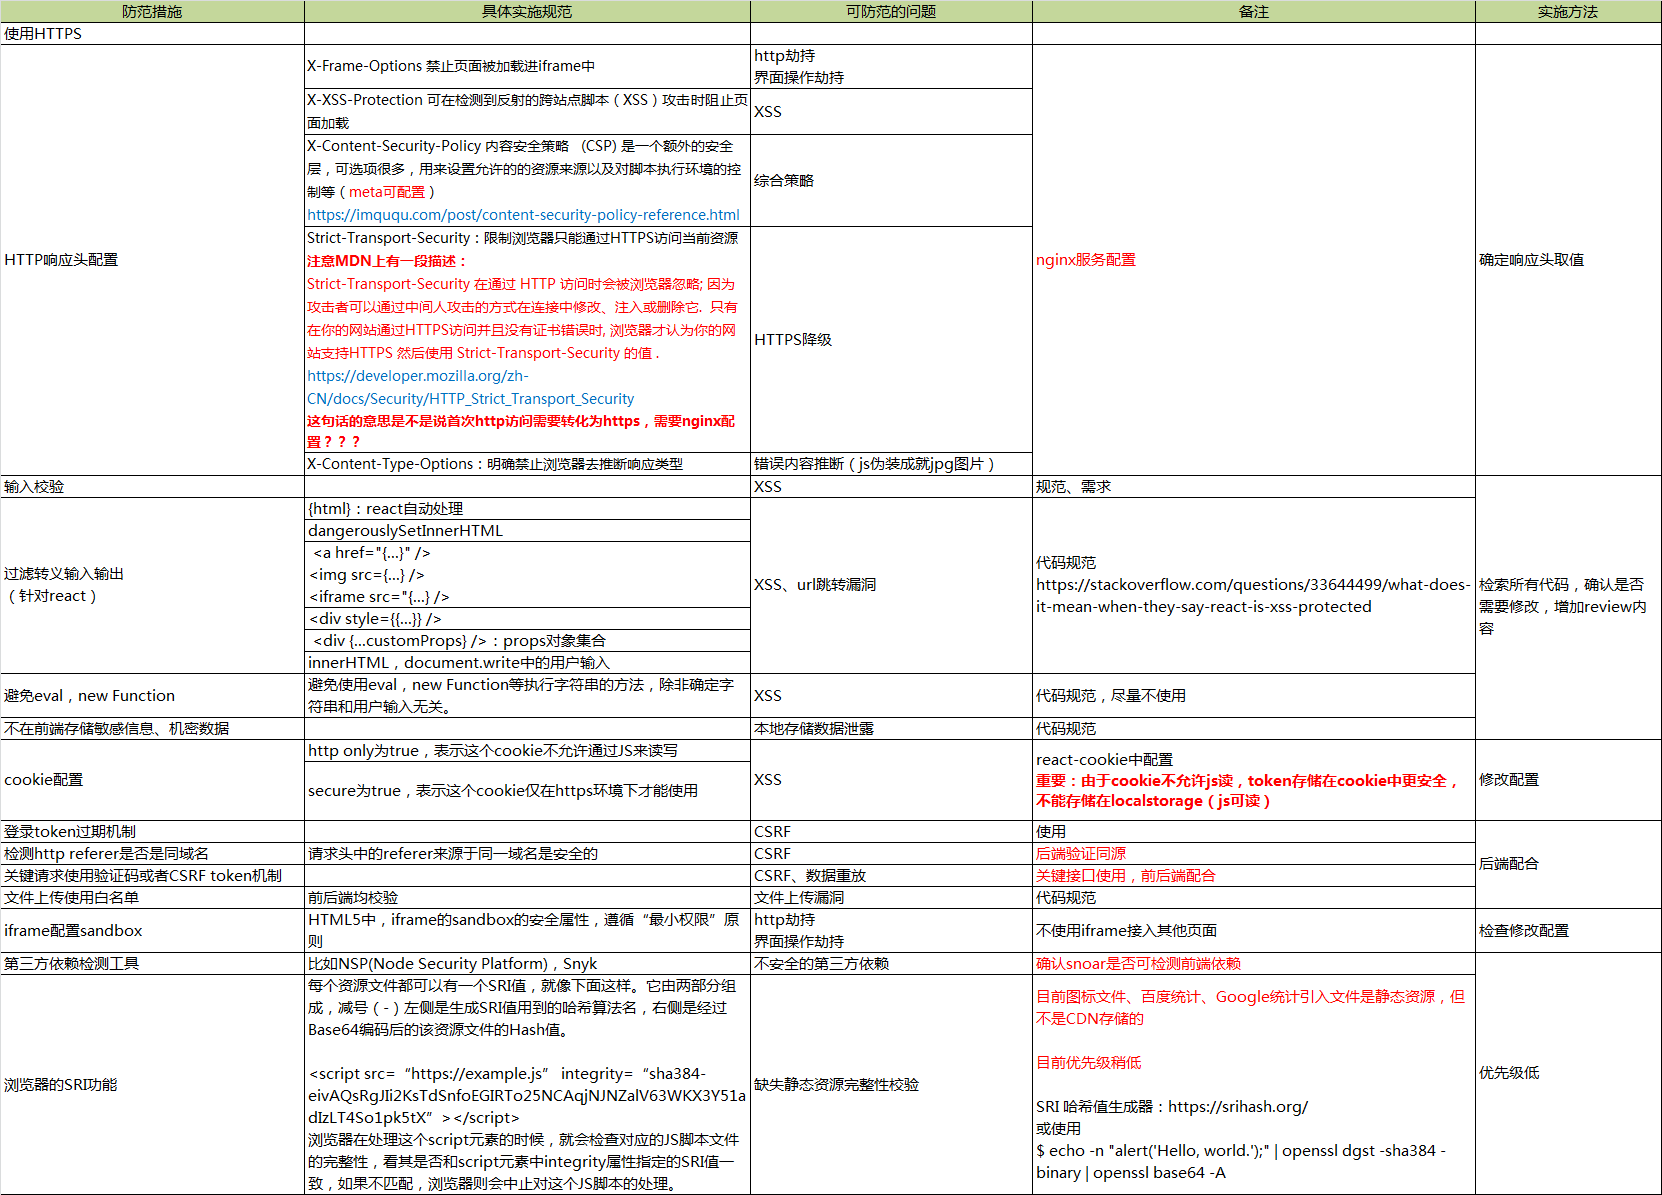 防范措施
具体实施规范
可防范的问题
备注
实施方法
使用HTTPS
HTTP响应头配置
X-Frame-Options 禁止页面被加载进iframe中
http劫持
界面操作劫持
nginx服务配置
确定响应头取值
X-XSS-Protection 可在检测到反射的跨站点脚本（XSS）攻击时阻止页
面加载
XSS
X-Content-Security-Policy 内容安全策略 （CSP) 是一个额外的安全
层，可选项很多，用来设置允许的的资源来源以及对脚本执行环境的控
制等（meta可配置）
https://imququ.com/post/content-security-policy-reference.html
综合策略
Strict-Transport-Security：限制浏览器只能通过HTTPS访问当前资源
注意MDN上有一段描述：
Strict-Transport-Security 在通过 HTTP 访问时会被浏览器忽略; 因为
攻击者可以通过中间人攻击的方式在连接中修改、注入或删除它. 只有
在你的网站通过HTTPS访问并且没有证书错误时, 浏览器才认为你的网
站支持HTTPS 然后使用 Strict-Transport-Security 的值 .
https://developer.mozilla.org/zh-
CN/docs/Security/HTTP_Strict_Transport_Security
这句话的意思是不是说首次http访问需要转化为https，需要nginx配
置？？？
HTTPS降级
X-Content-Type-Options：明确禁止浏览器去推断响应类型
错误内容推断（js伪装成就jpg图片）
输入校验
XSS
规范、需求
检索所有代码，确认是否
需要修改，增加review内
容
过滤转义输入输出
（针对react）
{html}：react自动处理
dangerouslySetInnerHTML
<a href="{...}" />
<img src={...} />
<iframe src="{...} />
<div style={{...}} />
<div {...customProps} />：props对象集合
innerHTML，document.write中的用户输入
XSS、url跳转漏洞
代码规范
https://stackoverflow.com/questions/33644499/what-does-
it-mean-when-they-say-react-is-xss-protected
避免eval，new Function
避免使用eval，new Function等执行字符串的方法，除非确定字
符串和用户输入无关。
XSS
代码规范，尽量不使用
不在前端存储敏感信息、机密数据
本地存储数据泄露
代码规范
cookie配置
http only为true，表示这个cookie不允许通过JS来读写
secure为true，表示这个cookie仅在https环境下才能使用
XSS
react-cookie中配置
重要：由于cookie不允许js读，token存储在cookie中更安全，
不能存储在localstorage（js可读）
修改配置
登录token过期机制
CSRF
使用
后端配合
检测http referer是否是同域名
请求头中的referer来源于同一域名是安全的
CSRF
后端验证同源
关键请求使用验证码或者CSRF token机制
CSRF、数据重放
关键接口使用，前后端配合
文件上传使用白名单
前后端均校验
文件上传漏洞
代码规范
iframe配置sandbox
HTML5中，iframe的sandbox的安全属性，遵循“最小权限”原
则
http劫持
界面操作劫持
不使用iframe接入其他页面
检查修改配置
第三方依赖检测工具
比如NSP(Node Security Platform)，Snyk
不安全的第三方依赖
确认snoar是否可检测前端依赖
优先级低
浏览器的SRI功能
每个资源文件都可以有一个SRI值，就像下面这样。它由两部分组
成，减号（-）左侧是生成SRI值用到的哈希算法名，右侧是经过
Base64编码后的该资源文件的Hash值。
<script src=“https://example.js” integrity=“sha384-
eivAQsRgJIi2KsTdSnfoEGIRTo25NCAqjNJNZalV63WKX3Y51a
dIzLT4So1pk5tX”></script>
浏览器在处理这个script元素的时候，就会检查对应的JS脚本文件
的完整性，看其是否和script元素中integrity属性指定的SRI值一
致，如果不匹配，浏览器则会中止对这个JS脚本的处理。
缺失静态资源完整性校验
目前图标文件、百度统计、Google统计引入文件是静态资源，但
不是CDN存储的
目前优先级稍低
SRI 哈希值生成器：https://srihash.org/
或使用
$ echo -n "alert('Hello, world.');" | openssl dgst -sha384 -
binary | openssl base64 -A